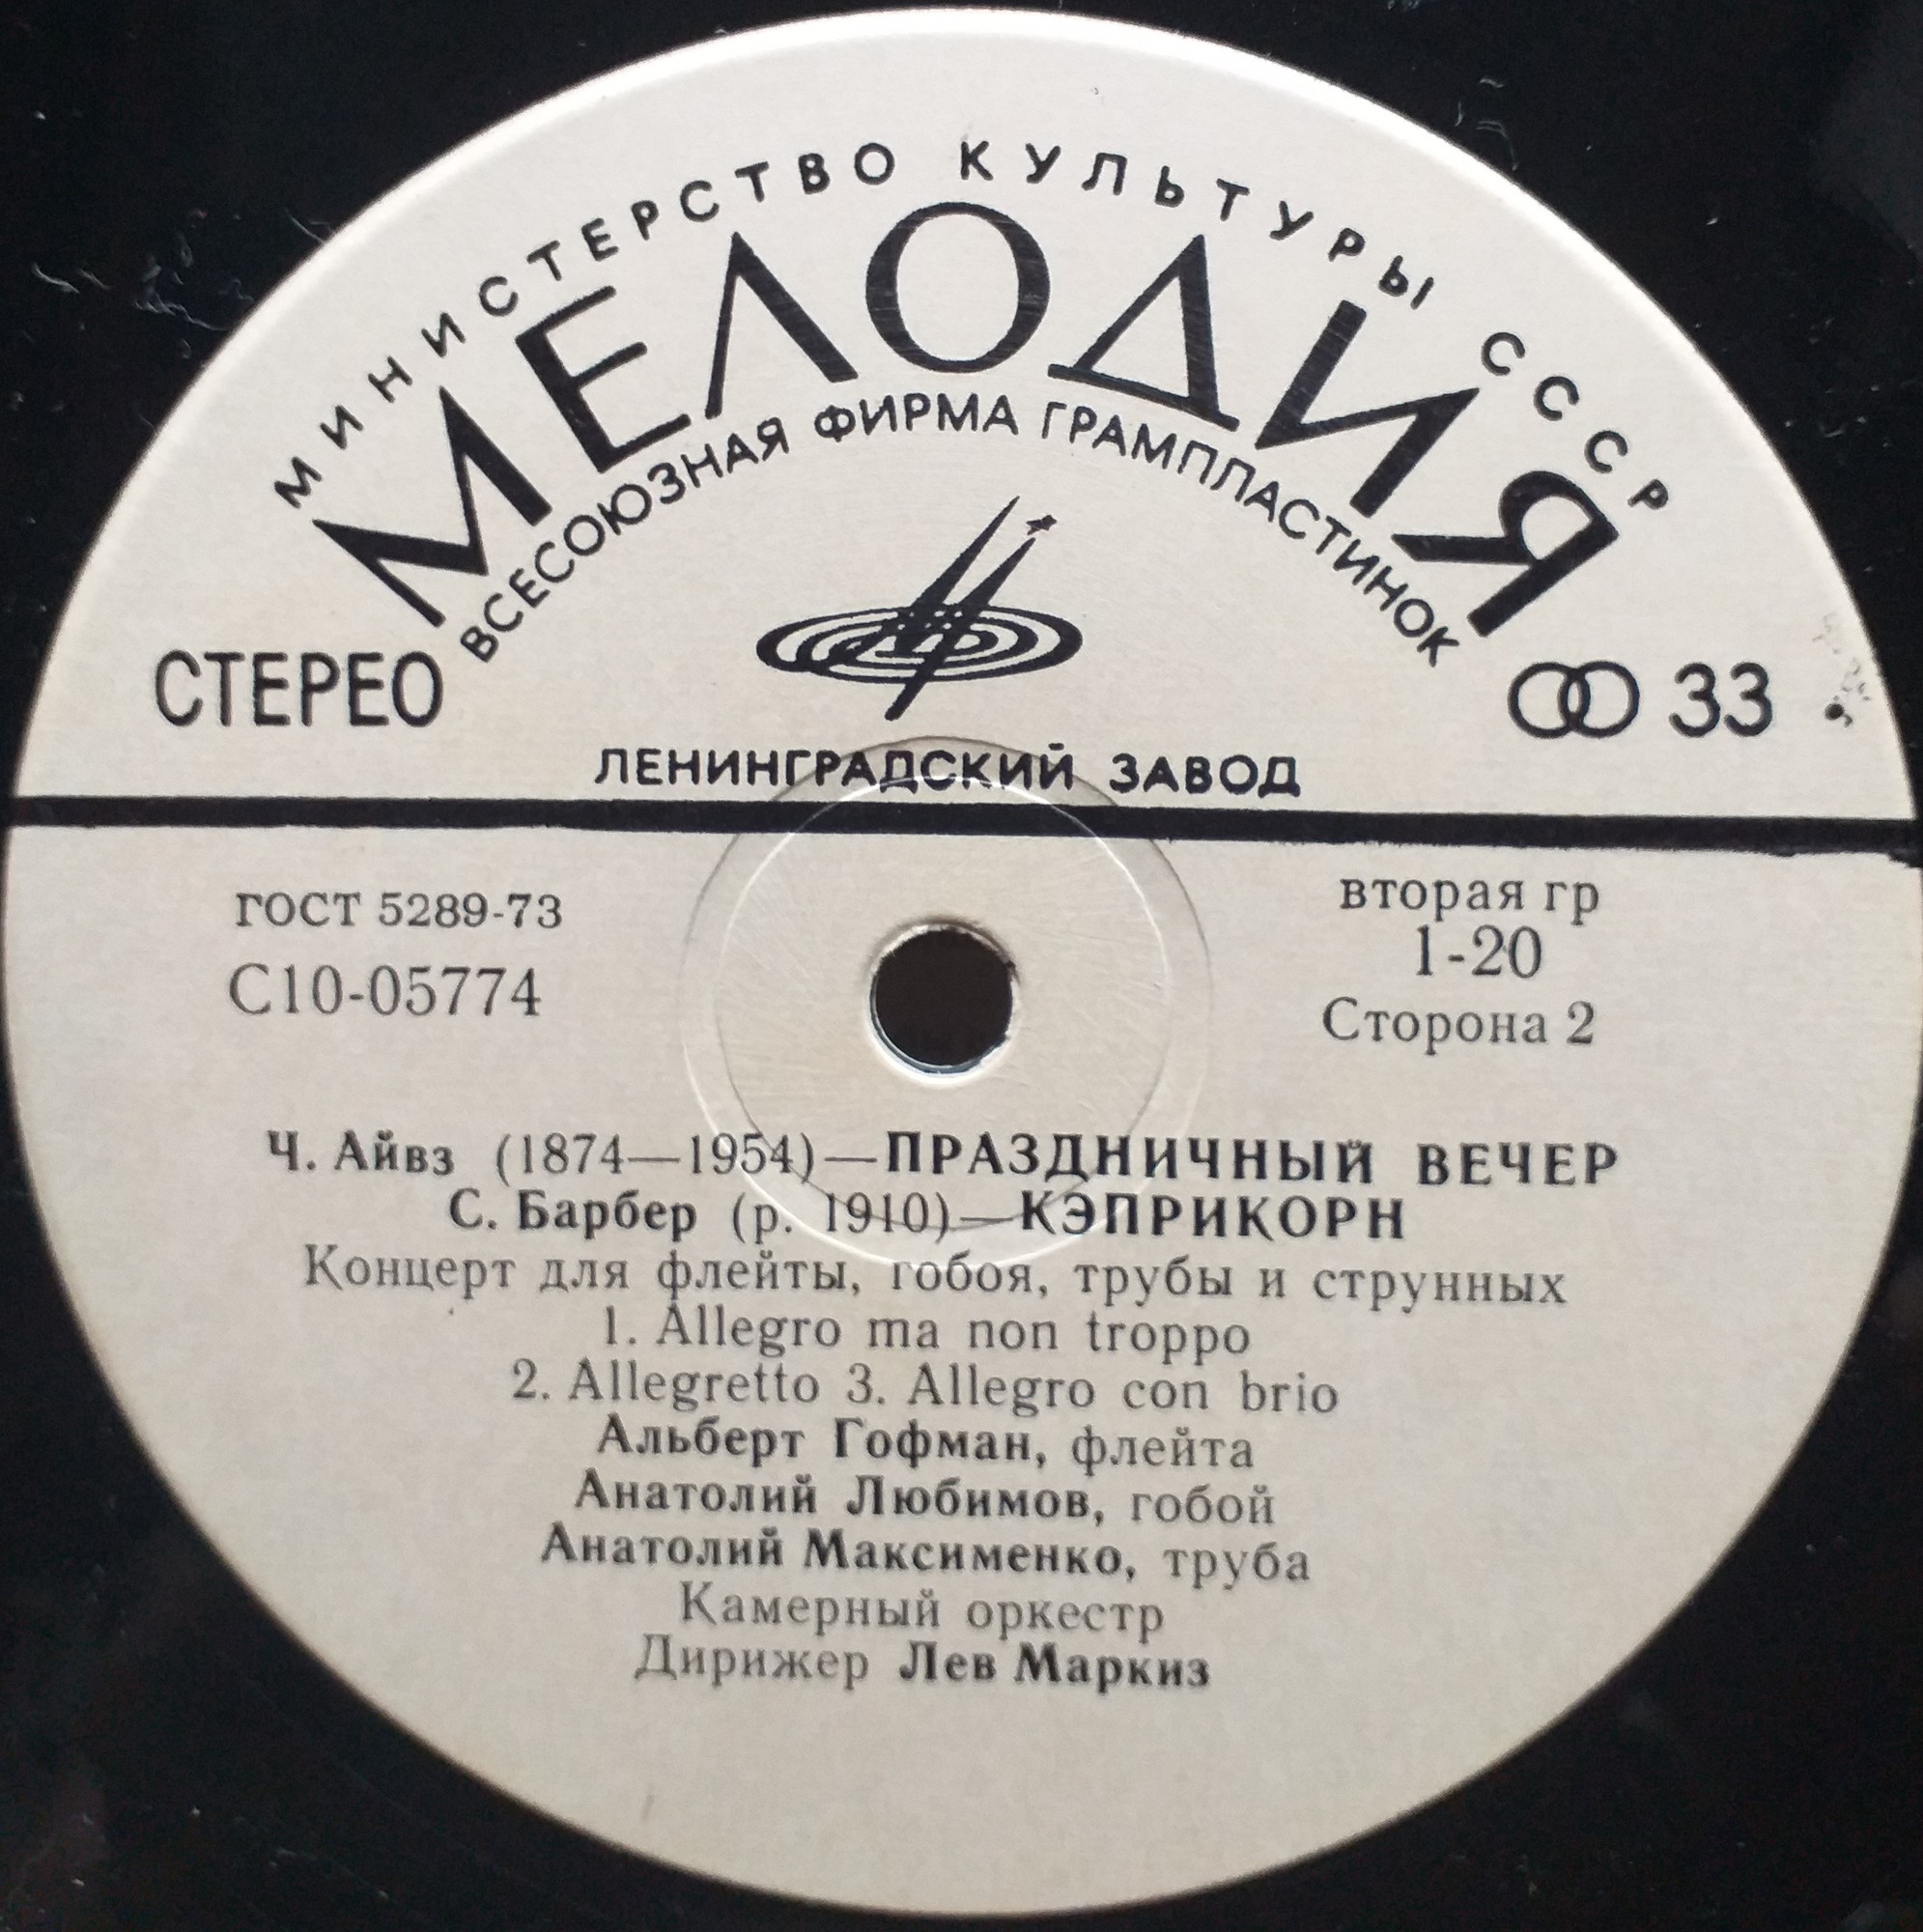 МИНИСТЕРСТВО КУЛЬТУРЫ СССР
МЕЛОДИЯ
ВСЕСОЮЗНАЯ ФИРМА ГРАМПЛАСТИНОК
СТЕРЕО
33
ЛЕНИНГРАДСКИЙ ЗАВОД
ГОСТ 5289-73
С10-05774
вторая гр
1-20
Сторона 2
Ч. Айвз (1874—1954)—ПРАЗДНИЧНЫЙ ВЕЧЕР
С. Барбер (р. 1910)—КЭПРИКОРН
Концерт для флейты, гобоя, трубы и струнных
1. Allegro ma non troppo
2. Allegretto 3. Allegro con brio
Альберт Гофман, флейта
Анатолий Любимов, гобой
Анатолий Максименко, труба
Камерный оркестр
Дирижер Лев Маркиз